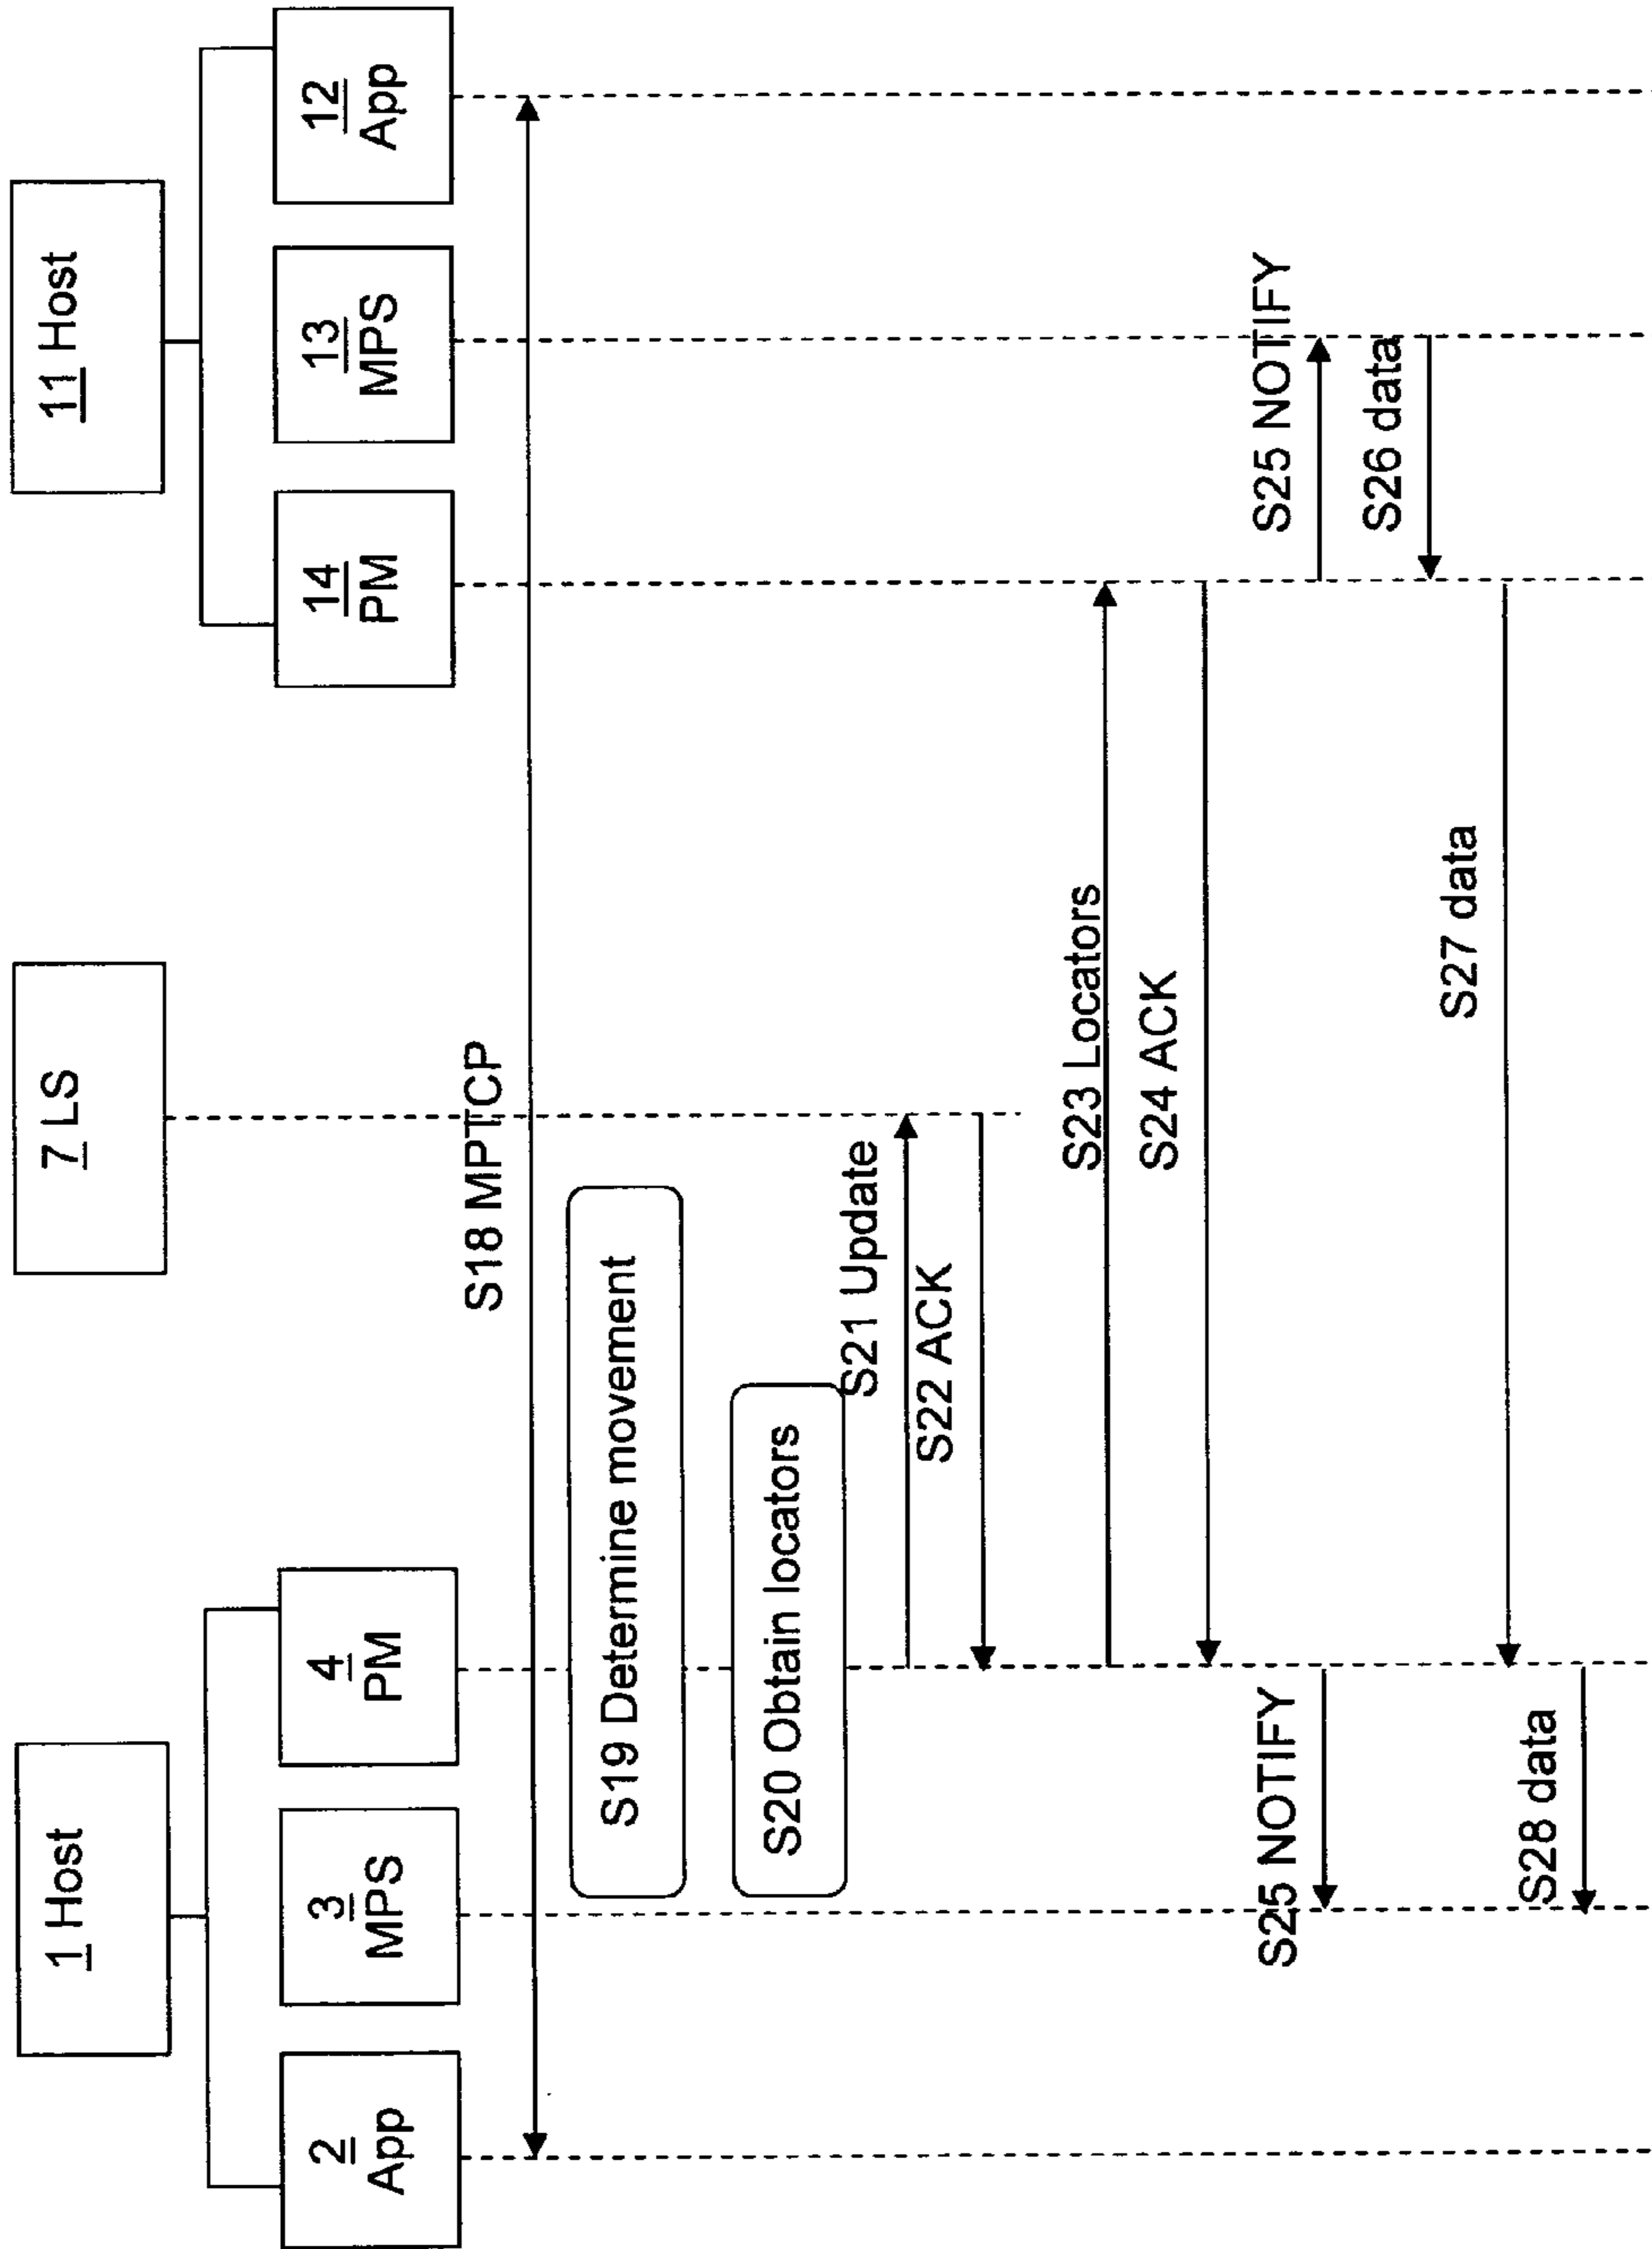 1 Host
7 LS
11 Host
2
App
3
MPS
4
PM
14
PM
13
MPS
12
App
S18 MPTCP
S19 Determine movement
S20 Obtain locators
S21 Update
S22 ACK
S23 Locators
S24 ACK
S25 NOTIFY
S25 NOTIFY
S26 data
S27 data
S28 data